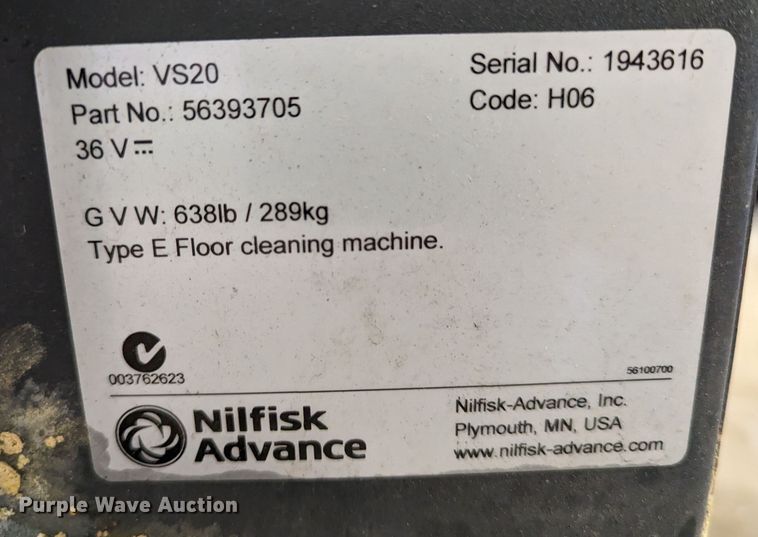 Model: VS20
Serial No.: 1943616
Part No.: 56393705
Code: H06
36 V⎓
G V W: 638lb / 289kg
Type E Floor cleaning machine.
003762623
56100700
Nilfisk
Advance
Nilfisk-Advance, Inc.
Plymouth, MN, USA
www.nilfisk-advance.com
Purple Wave Auction